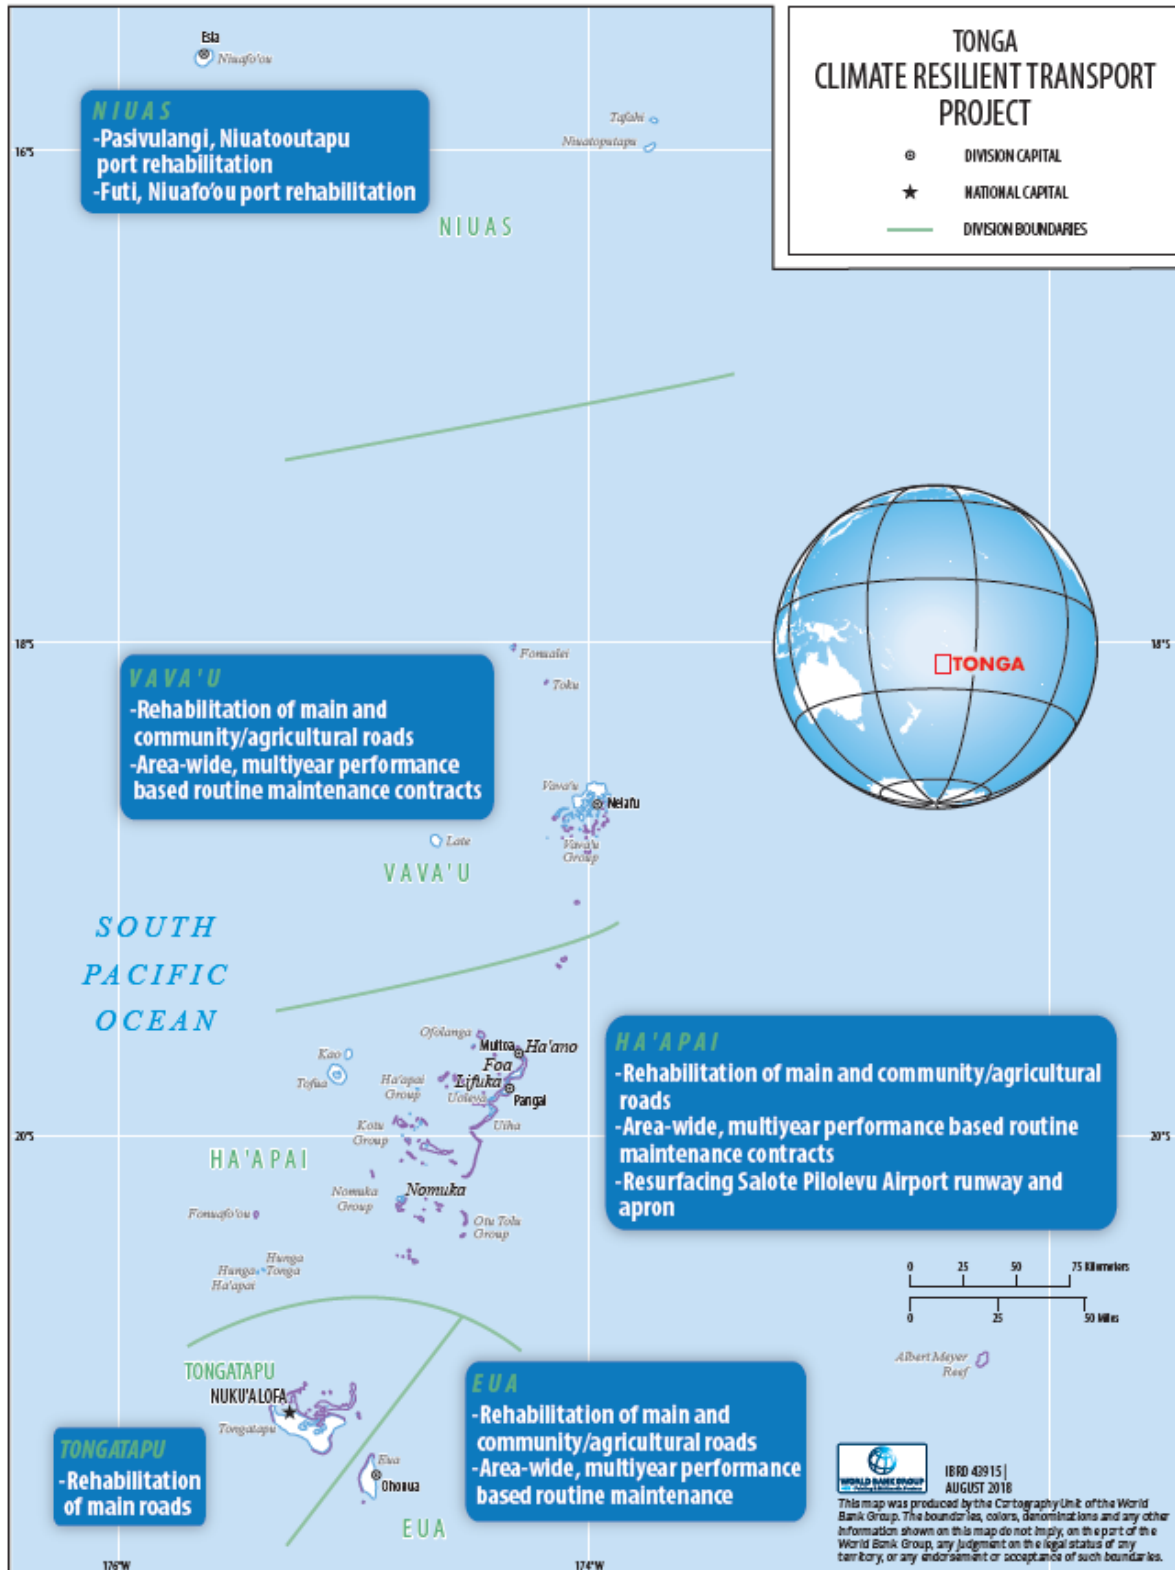 TONGA
CLIMATE RESILIENT TRANSPORT
PROJECT
DIVISION CAPITAL
NATIONAL CAPITAL
DIVISION BOUNDARIES
Esia
Niuafo'ou
NIUAS
-Pasivulangi, Niuatooutapu
port rehabilitation
-Futi, Niuafo'ou port rehabilitation
Tafahi
Niuatoputapu
16°S
NIUAS
TONGA
18°S
18°S
Fonualei
Toku
VAVA'U
-Rehabilitation of main and
community/agricultural roads
-Area-wide, multiyear performance
based routine maintenance contracts
Vava'u
Neiafu
Late
Vava'u
Group
VAVA'U
SOUTH
PACIFIC
OCEAN
Ofolanga
Muitoa
Ha'ano
Kao
Foa
Tofua
Ha'apai
Group
Lifuka
Uoleva
Pangai
Kotu
Group
Uiha
HA'APAI
-Rehabilitation of main and community/agricultural
roads
-Area-wide, multiyear performance based routine
maintenance contracts
-Resurfacing Salote Pilolevu Airport runway and
apron
20°S
20°S
HA'APAI
Nomuka
Group
Nomuka
Fonuafo'ou
Otu Tolu
Group
Hunga
Tonga
Hunga
Ha'apai
0 25 50 75 Kilometers
0 25 50 Miles
Albert Meyer
Reef
TONGATAPU
NUKU'ALOFA
Tongatapu
TONGATAPU
-Rehabilitation
of main roads
Eua
Ohonua
EUA
EUA
-Rehabilitation of main and
community/agricultural roads
-Area-wide, multiyear performance
based routine maintenance
WORLD BANK GROUP
IBRD 43915 |
AUGUST 2018
This map was produced by the Cartography Unit of the World
Bank Group. The boundaries, colors, denominations and any other
information shown on this map do not imply, on the part of the
World Bank Group, any judgment on the legal status of any
territory, or any endorsement or acceptance of such boundaries.
176°W
174°W